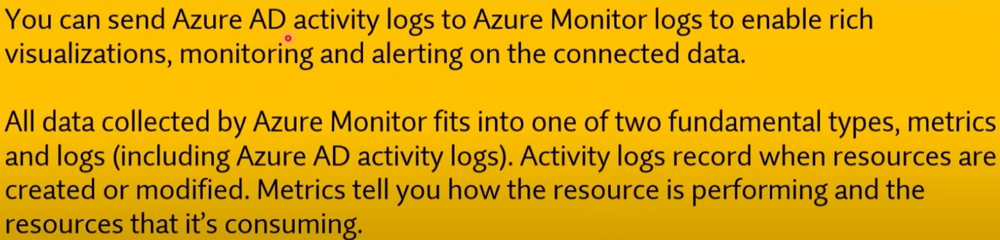 You can send Azure AD activity logs to Azure Monitor logs to enable rich
visualizations, monitoring and alerting on the connected data.
All data collected by Azure Monitor fits into one of two fundamental types, metrics
and logs (including Azure AD activity logs). Activity logs record when resources are
created or modified. Metrics tell you how the resource is performing and the
resources that it’s consuming.